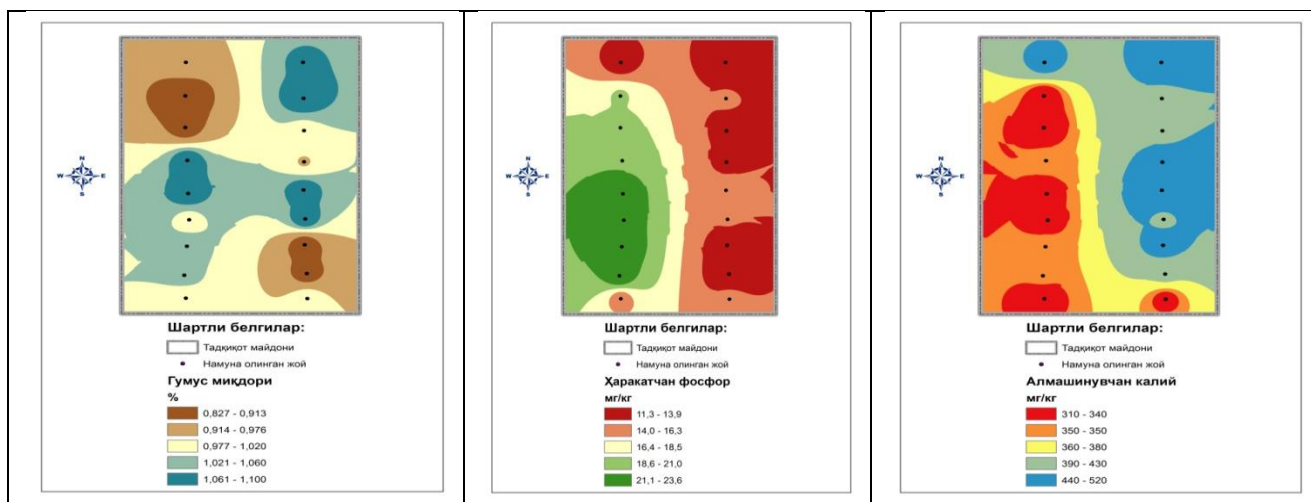 N
W E
S
Шартли белгилар:
Тадқиқот майдони
Намуна олинган жой
Гумус миқдори
%
0,827 - 0,913
0,914 - 0,976
0,977 - 1,020
1,021 - 1,060
1,061 - 1,100
N
W E
S
Шартли белгилар:
Тадқиқот майдони
Намуна олинган жой
Ҳаракатчан фосфор
мг/кг
11,3 - 13,9
14,0 - 16,3
16,4 - 18,5
18,6 - 21,0
21,1 - 23,6
N
W E
S
Шартли белгилар:
Тадқиқот майдони
Намуна олинган жой
Алмашинувчан калий
мг/кг
310 - 340
350 - 350
360 - 380
390 - 430
440 - 520